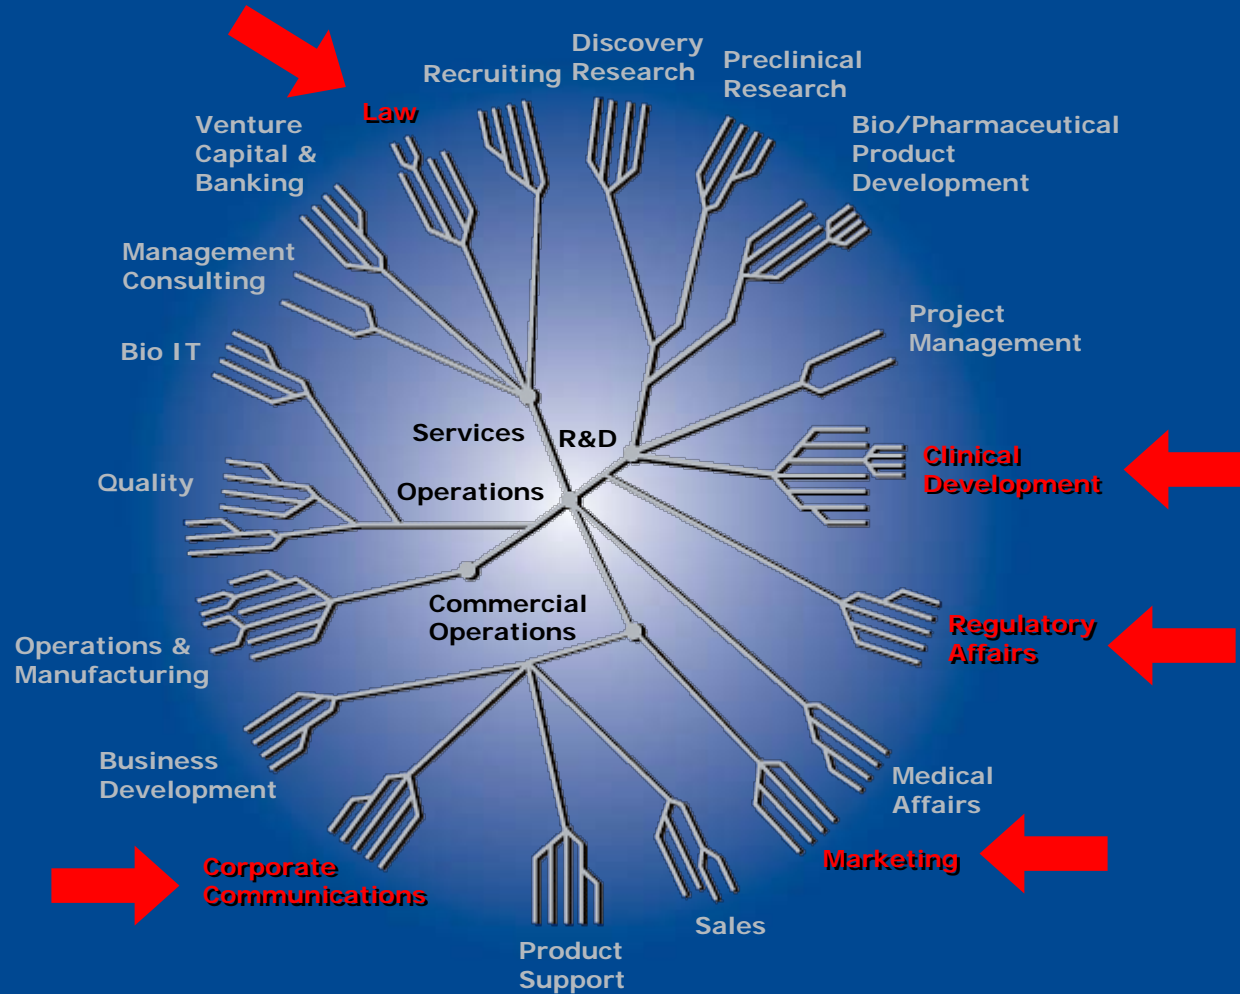 Discovery
Research
Preclinical
Research
Recruiting
Law
Venture
Capital &
Banking
Bio/Pharmaceutical
Product
Development
Management
Consulting
Project
Management
Bio IT
Services
R&D
Clinical
Development
Quality
Operations
Commercial
Operations
Regulatory
Affairs
Operations &
Manufacturing
Business
Development
Medical
Affairs
Marketing
Corporate
Communications
Sales
Product
Support